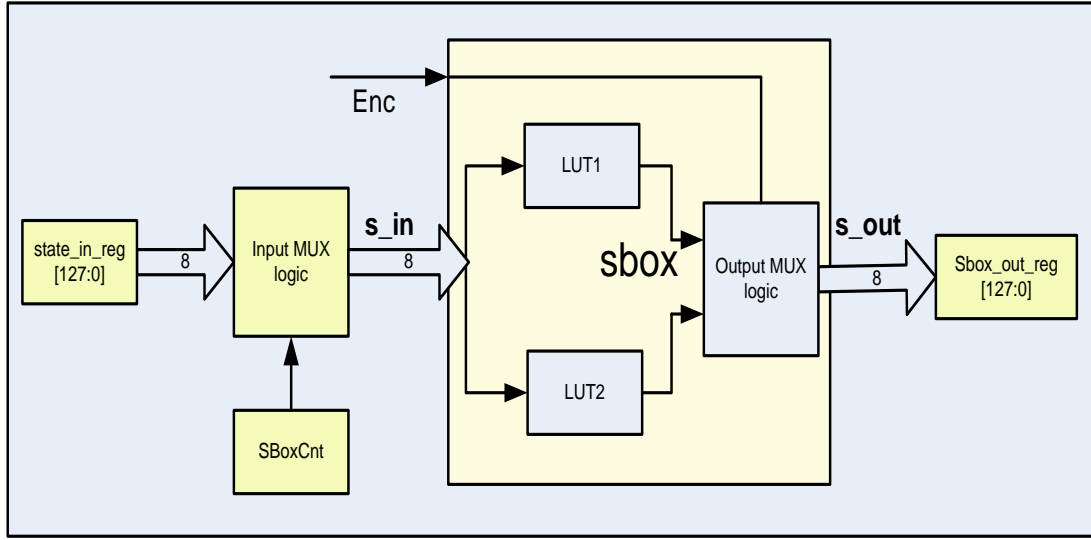 Enc
LUT1
state_in_reg
[127:0]
8
Input MUX
logic
s_in
8
sbox
Output MUX
logic
s_out
8
Sbox_out_reg
[127:0]
LUT2
SBoxCnt